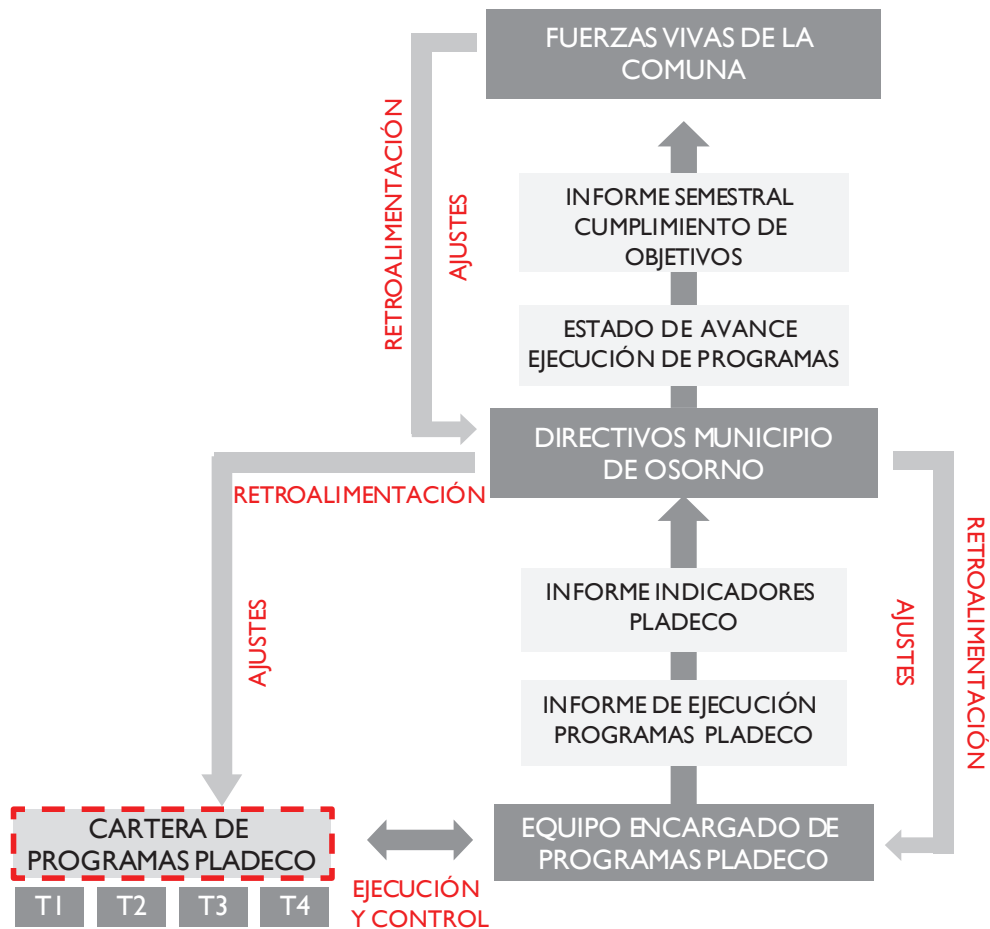 FUERZAS VIVAS DE LA
COMUNA
RETROALIMENTACIÓN
AJUSTES
INFORME SEMESTRAL
CUMPLIMIENTO DE
OBJETIVOS
ESTADO DE AVANCE
EJECUCIÓN DE PROGRAMAS
DIRECTIVOS MUNICIPIO
DE OSORNO
RETROALIMENTACIÓN
AJUSTES
INFORME INDICADORES
PLADECO
INFORME DE EJECUCIÓN
PROGRAMAS PLADECO
AJUSTES
RETROALIMENTACIÓN
CARTERA DE
PROGRAMAS PLADECO
T1 T2 T3 T4
EJECUCIÓN
Y CONTROL
EQUIPO ENCARGADO DE
PROGRAMAS PLADECO